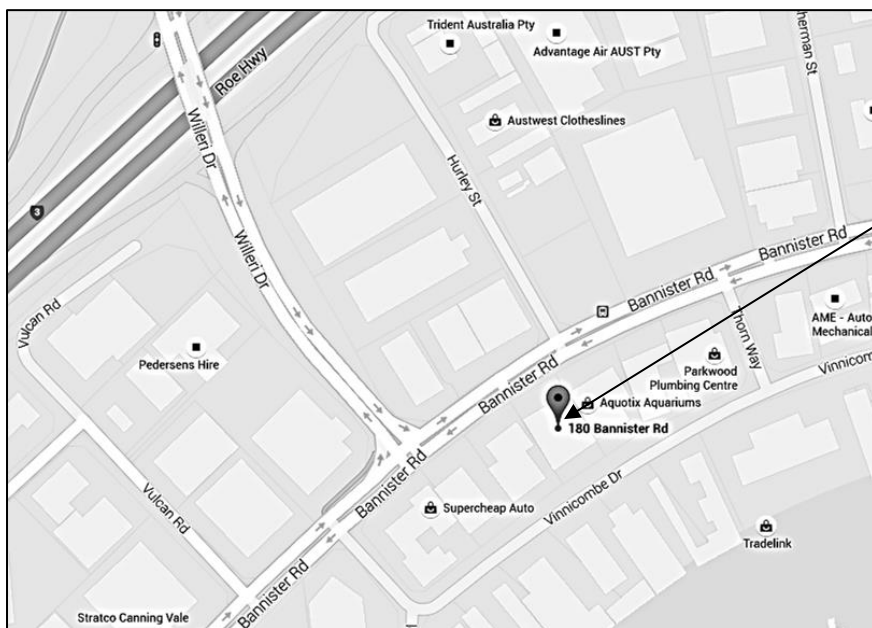 Trident Australia Pty
Advantage Air AUST Pty
herman St
Roe Hwy
Willeri Dr
Austwest Clotheslines
Hurley St
3
Bannister Rd
Bannister Rd
Willeri Dr
Vulcan Rd
Thorn Way
AME - Auto
Mechanical
Pedersens Hire
Parkwood
Plumbing Centre
Vinnicombe
Bannister Rd
Aquotix Aquariums
180 Bannister Rd
Bannister Rd
Vinnicombe Dr
Vulcan Rd
Supercheap Auto
Tradelink
Bannister Rd
Stratco Canning Vale